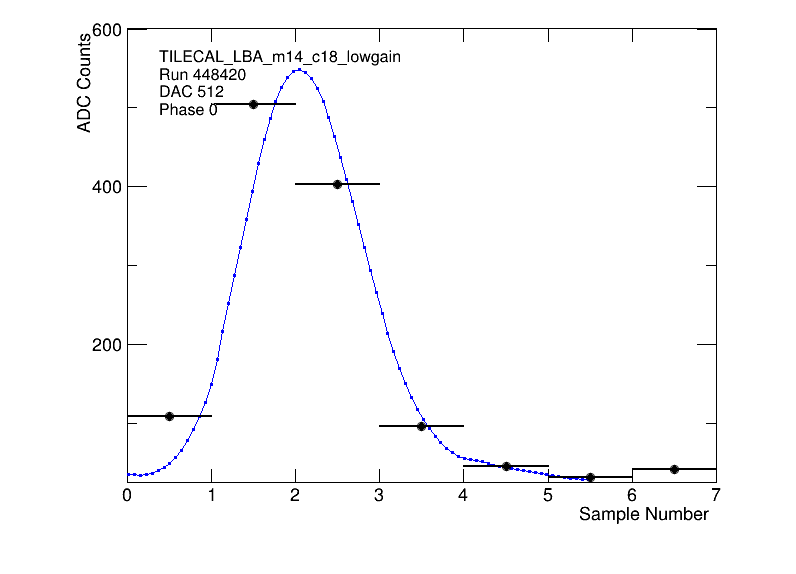 600
TILECAL_LBA_m14_c18_lowgain
Run 448420
DAC 512
Phase 0
ADC Counts
400
200
0 1 2 3 4 5 6 7
Sample Number